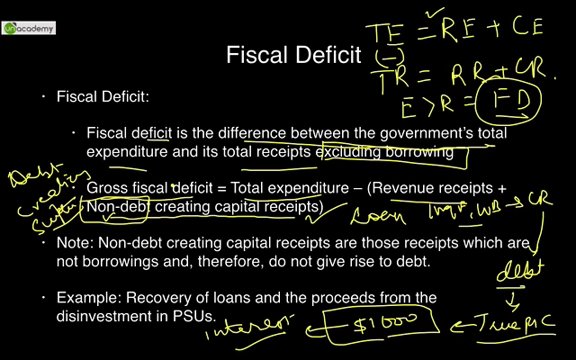 unacademy
TE = RE + CE
(-)
TR = RR + CR
E > R = FD
Fiscal Deficit
• Fiscal Deficit:
• Fiscal deficit is the difference between the government's total
expenditure and its total receipts excluding borrowing
Debt
Creating
• Gross fiscal deficit = Total expenditure – (Revenue receipts +
Non-debt creating capital receipts)
Loan
WB → CR
• Note: Non-debt creating capital receipts are those receipts which are
not borrowings and, therefore, do not give rise to debt.
debt
• Example: Recovery of loans and the proceeds from the
disinvestment in PSUs.
interest ← $1000 ← True pic